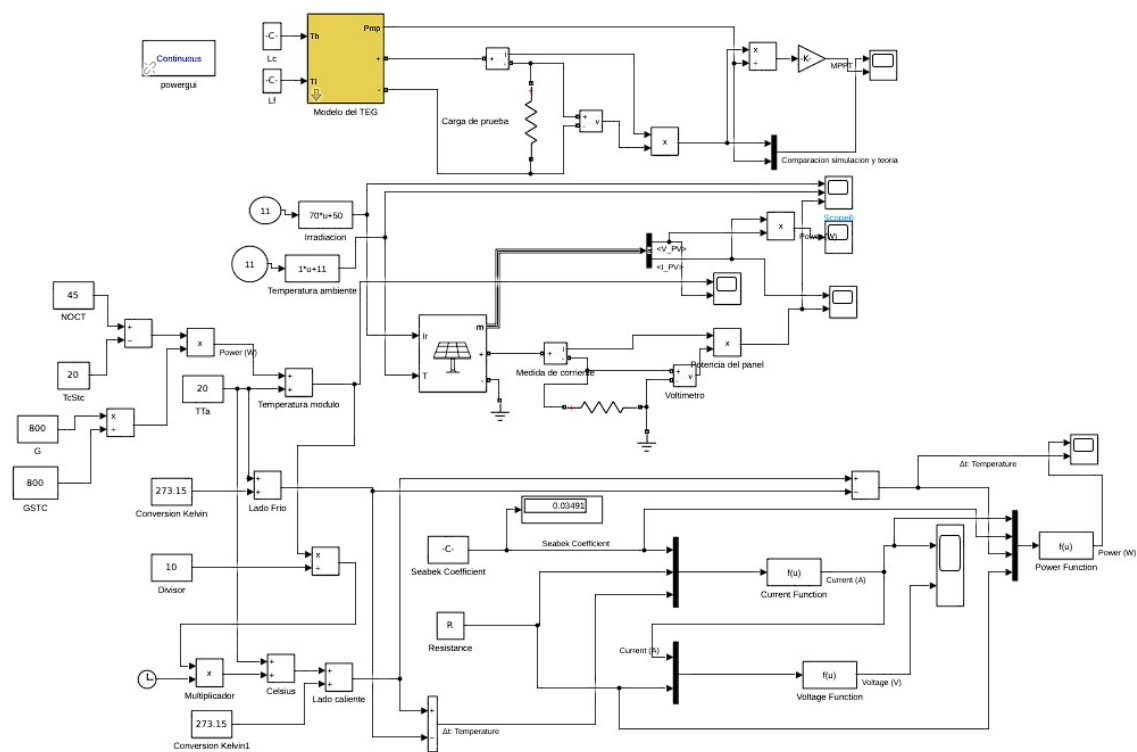 Continuous
powergui
-C-
Lc
-C-
Lf
Th
Tl
Pmp
+
-
Modelo del TEG
+
i
-
Carga de prueba
+
-
v
x
x
÷
-K-
MPPT
Comparacion simulacion y teoria
11
70*u+50
Irradiacion
11
1*u+11
Temperatura ambiente
Scope6
x
Power (W)
<V_PV>
<I_PV>
45
NOCT
+
−
20
TcStc
x
Power (W)
800
G
x
÷
800
GSTC
20
TTa
+
+
Temperatura modulo
Ir
T
m
+
-
+
i
-
Medida de corriente
x
Potencia del panel
+
-
v
Voltimetro
273.15
Conversion Kelvin
+
+
Lado Frio
10
Divisor
x
÷
+
−
Δt: Temperature
0.03491
-C-
Seabek Coefficient
Seabek Coefficient
R
Resistance
f(u)
Current Function
Current (A)
f(u)
Power Function
Power (W)
Current (A)
f(u)
Voltage Function
Voltage (V)
x
Multiplicador
+
+
Celsius
+
+
Lado caliente
273.15
Conversion Kelvin1
+
−
Δt: Temperature